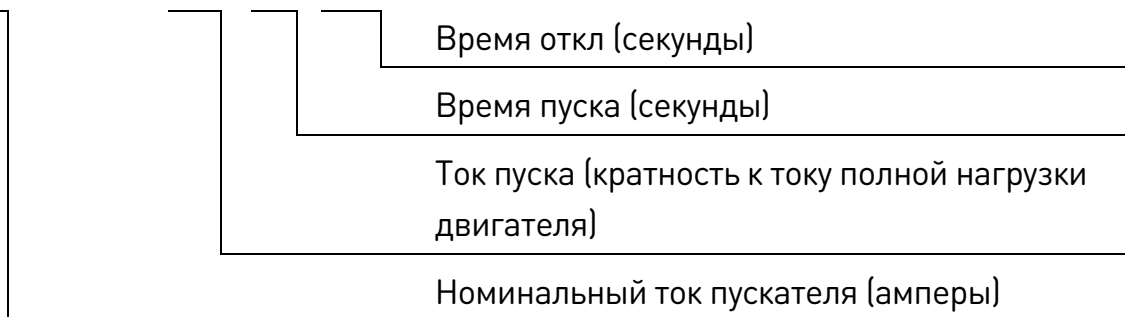 Время откл (секунды)
Время пуска (секунды)
Ток пуска (кратность к току полной нагрузки
двигателя)
Номинальный ток пускателя (амперы)